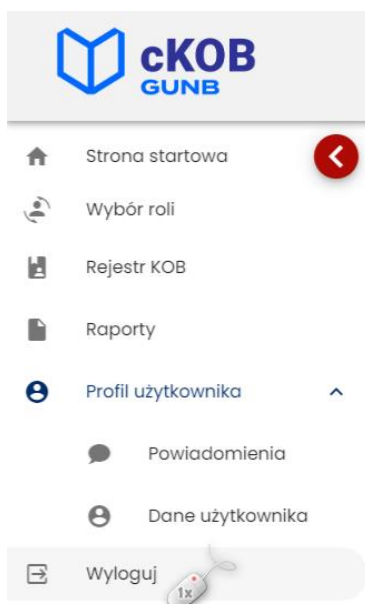 cKOB
GUNB
Strona startowa
Wybór roli
Rejestr KOB
Raporty
Profil użytkownika
Powiadomienia
Dane użytkownika
Wyloguj
1x